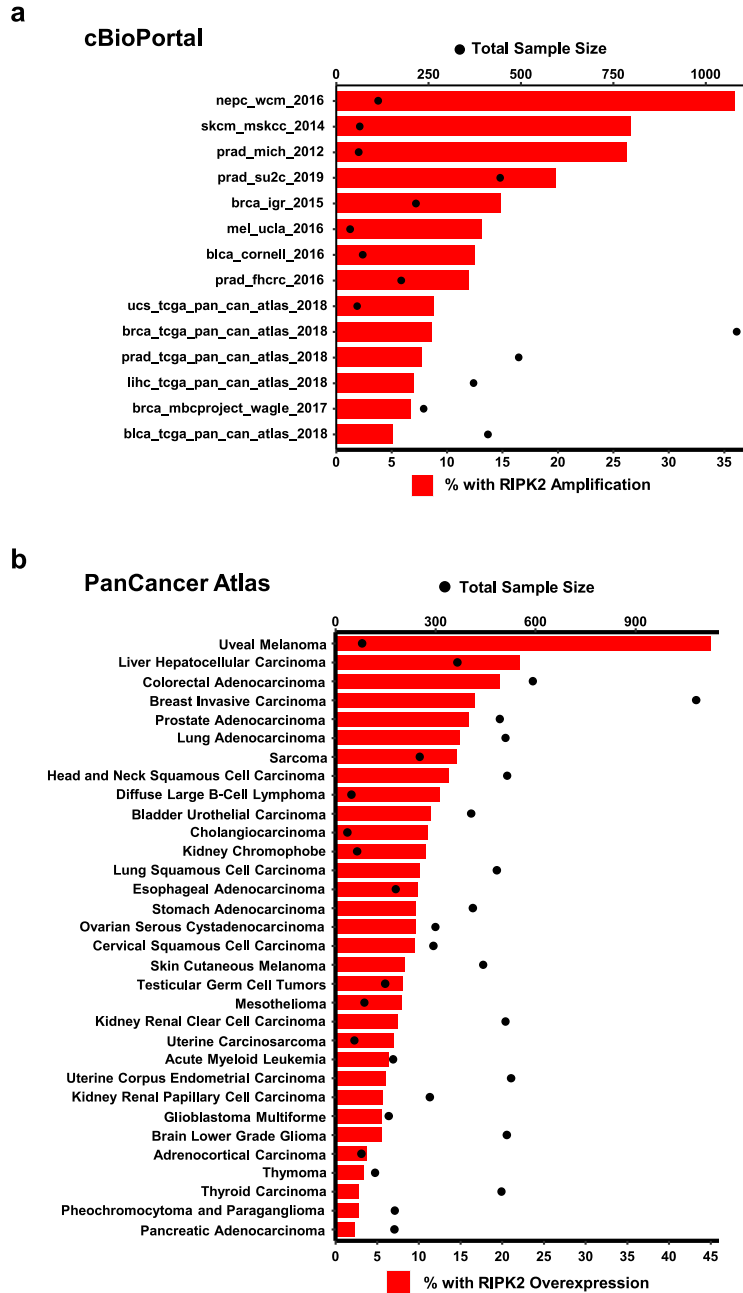 a
cBioPortal
Total Sample Size
0 250 500 750 1000
nepc_wcm_2016
skcm_mskcc_2014
prad_mich_2012
prad_su2c_2019
brca_igr_2015
mel_ucla_2016
blca_cornell_2016
prad_fhcrc_2016
ucs_tcga_pan_can_atlas_2018
brca_tcga_pan_can_atlas_2018
prad_tcga_pan_can_atlas_2018
lihc_tcga_pan_can_atlas_2018
brca_mbcproject_wagle_2017
blca_tcga_pan_can_atlas_2018
0 5 10 15 20 25 30 35
% with RIPK2 Amplification
b
PanCancer Atlas
Total Sample Size
0 300 600 900
Uveal Melanoma
Liver Hepatocellular Carcinoma
Colorectal Adenocarcinoma
Breast Invasive Carcinoma
Prostate Adenocarcinoma
Lung Adenocarcinoma
Sarcoma
Head and Neck Squamous Cell Carcinoma
Diffuse Large B-Cell Lymphoma
Bladder Urothelial Carcinoma
Cholangiocarcinoma
Kidney Chromophobe
Lung Squamous Cell Carcinoma
Esophageal Adenocarcinoma
Stomach Adenocarcinoma
Ovarian Serous Cystadenocarcinoma
Cervical Squamous Cell Carcinoma
Skin Cutaneous Melanoma
Testicular Germ Cell Tumors
Mesothelioma
Kidney Renal Clear Cell Carcinoma
Uterine Carcinosarcoma
Acute Myeloid Leukemia
Uterine Corpus Endometrial Carcinoma
Kidney Renal Papillary Cell Carcinoma
Glioblastoma Multiforme
Brain Lower Grade Glioma
Adrenocortical Carcinoma
Thymoma
Thyroid Carcinoma
Pheochromocytoma and Paraganglioma
Pancreatic Adenocarcinoma
0 5 10 15 20 25 30 35 40 45
% with RIPK2 Overexpression